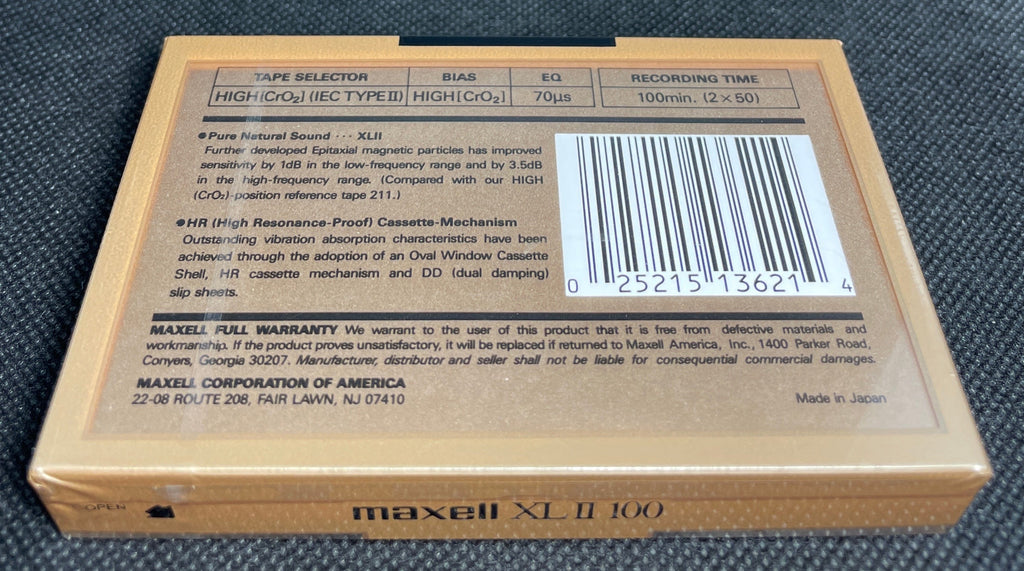 TAPE SELECTOR BIAS EQ RECORDING TIME
HIGH[CrO₂] (IEC TYPE II) HIGH[CrO₂] 70µs 100min. (2×50)
●Pure Natural Sound ··· XLII
Further developed Epitaxial magnetic particles has improved
sensitivity by 1dB in the low-frequency range and by 3.5dB
in the high-frequency range. (Compared with our HIGH
(CrO₂)-position reference tape 211.)
●HR (High Resonance-Proof) Cassette-Mechanism
Outstanding vibration absorption characteristics have been
achieved through the adoption of an Oval Window Cassette
Shell, HR cassette mechanism and DD (dual damping)
slip sheets.
0 25215 13621 4
MAXELL FULL WARRANTY We warrant to the user of this product that it is free from defective materials and
workmanship. If the product proves unsatisfactory, it will be replaced if returned to Maxell America, Inc., 1400 Parker Road,
Conyers, Georgia 30207. Manufacturer, distributor and seller shall not be liable for consequential commercial damages.
MAXELL CORPORATION OF AMERICA
22-08 ROUTE 208, FAIR LAWN, NJ 07410
Made in Japan
OPEN
maxell XL II 100